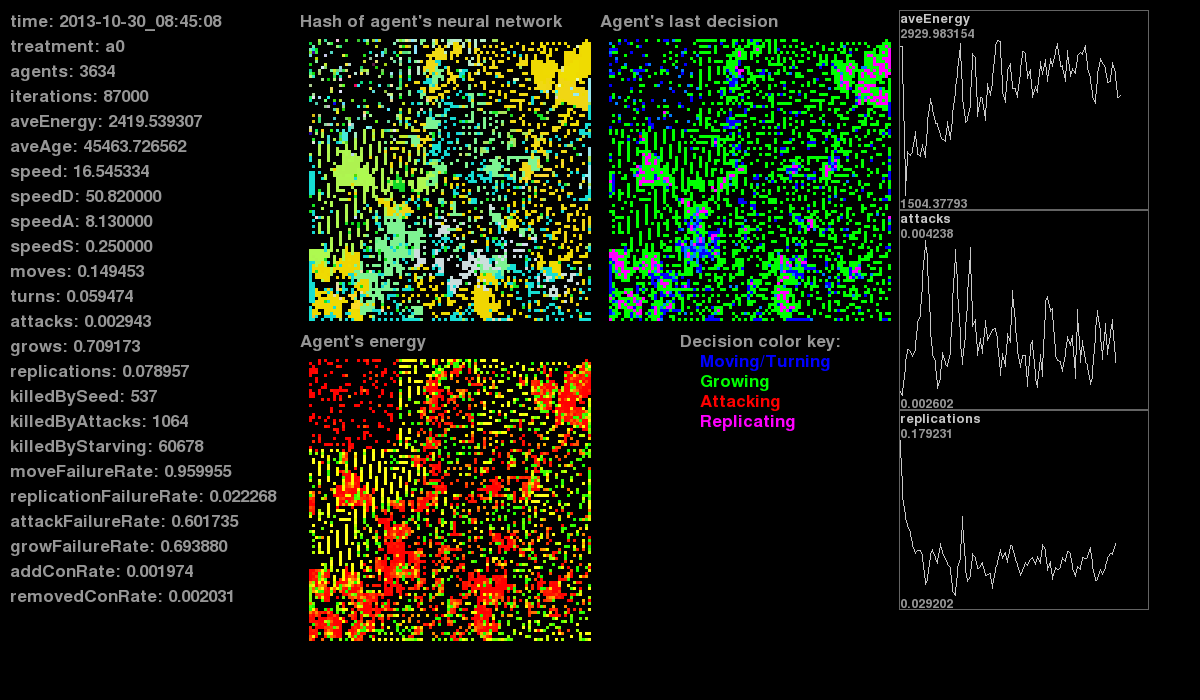 time: 2013-10-30_08:45:08
treatment: a0
agents: 3634
iterations: 87000
aveEnergy: 2419.539307
aveAge: 45463.726562
speed: 16.545334
speedD: 50.820000
speedA: 8.130000
speedS: 0.250000
moves: 0.149453
turns: 0.059474
attacks: 0.002943
grows: 0.709173
replications: 0.078957
killedBySeed: 537
killedByAttacks: 1064
killedByStarving: 60678
moveFailureRate: 0.959955
replicationFailureRate: 0.022268
attackFailureRate: 0.601735
growFailureRate: 0.693880
addConRate: 0.001974
removedConRate: 0.002031
Hash of agent's neural network
Agent's last decision
Agent's energy
Decision color key:
Moving/Turning
Growing
Attacking
Replicating
aveEnergy
2929.983154
1504.37793
attacks
0.004238
0.002602
replications
0.179231
0.029202